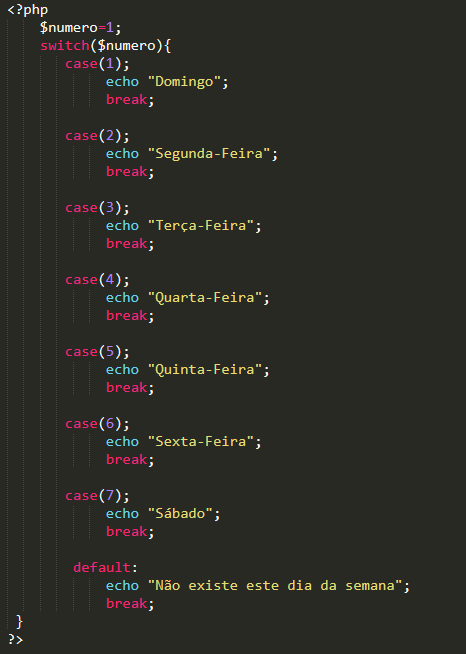 <?php
$numero=1;
switch($numero){
case(1);
echo "Domingo";
break;
case(2);
echo "Segunda-Feira";
break;
case(3);
echo "Terça-Feira";
break;
case(4);
echo "Quarta-Feira";
break;
case(5);
echo "Quinta-Feira";
break;
case(6);
echo "Sexta-Feira";
break;
case(7);
echo "Sábado";
break;
default:
echo "Não existe este dia da semana";
break;
}
?>